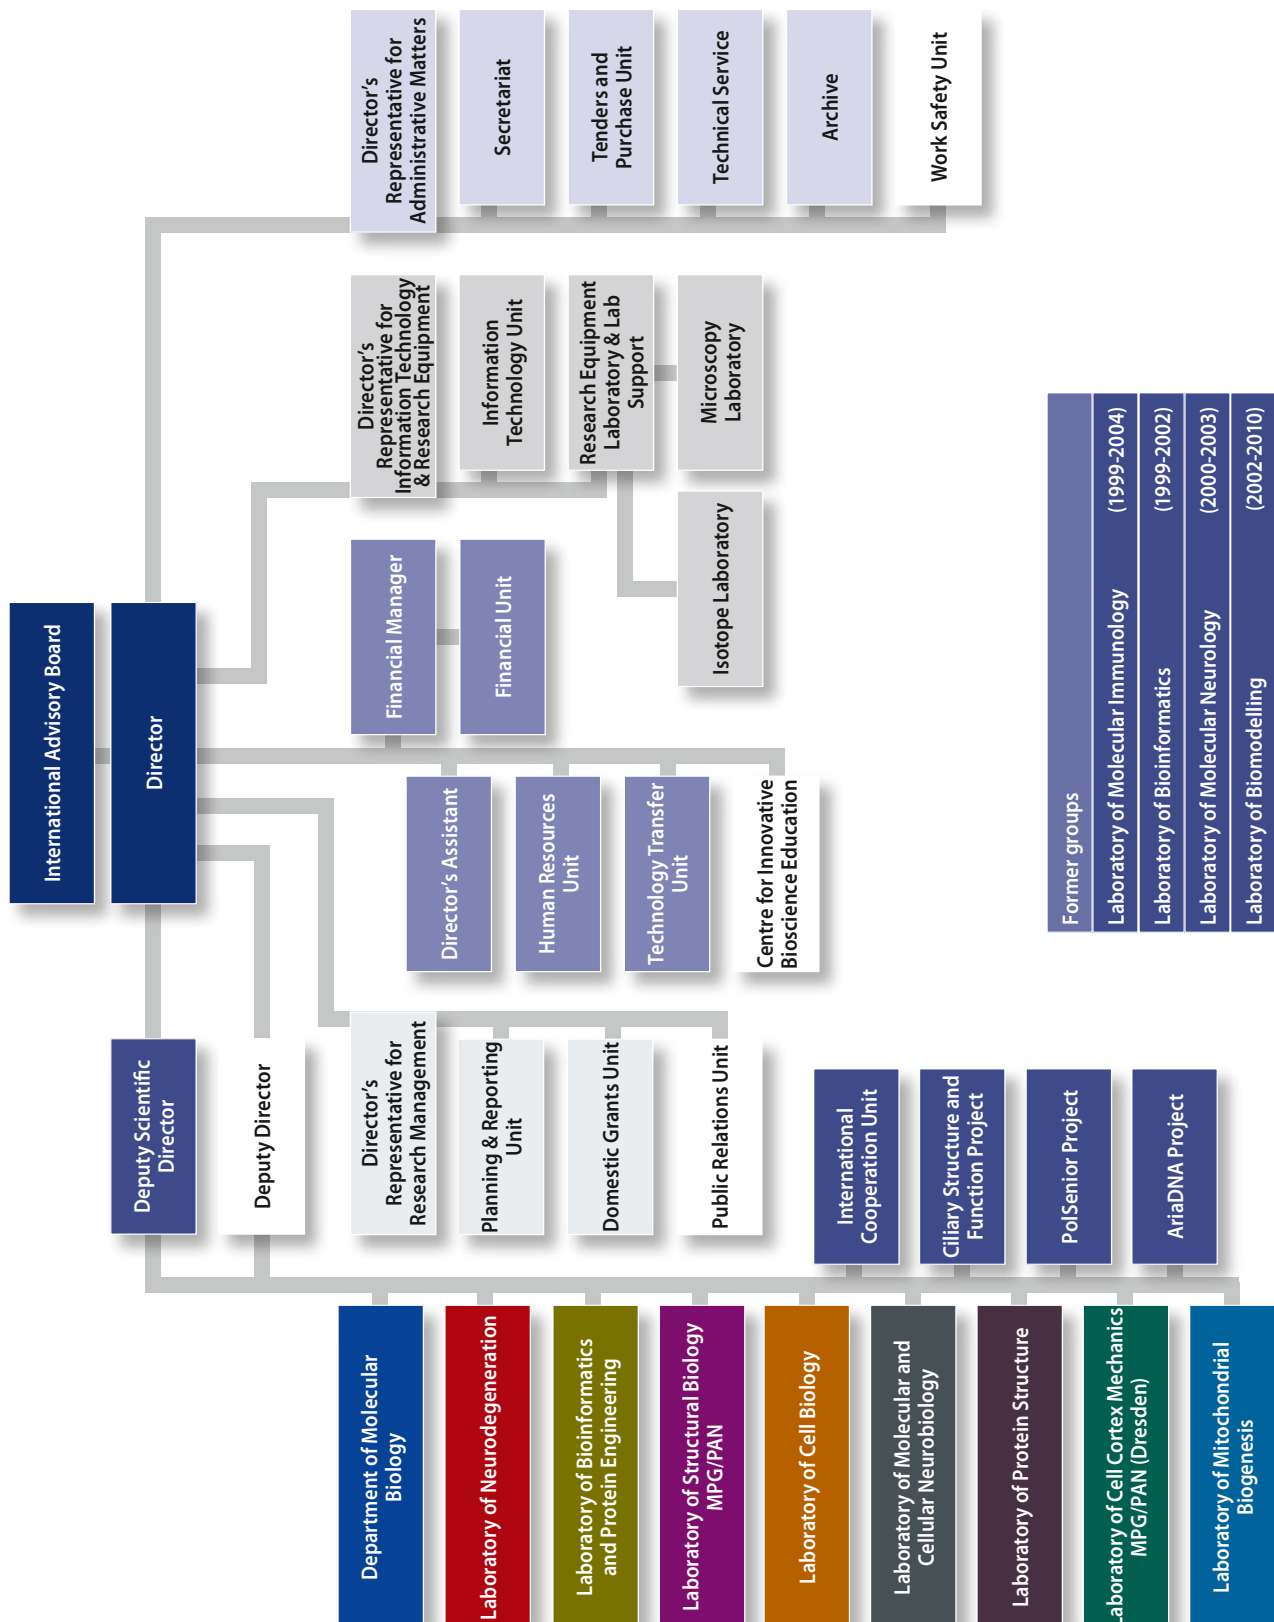 International Advisory Board
Director
Deputy Scientific
Director
Deputy Director
Director's
Representative for
Research Management
Planning & Reporting
Unit
Domestic Grants Unit
Public Relations Unit
Director's Assistant
Human Resources
Unit
Technology Transfer
Unit
Centre for Innovative
Bioscience Education
Financial Manager
Financial Unit
Director's
Representative for
Information Technology
& Research Equipment
Information
Technology Unit
Research Equipment
Laboratory & Lab
Support
Isotope Laboratory
Microscopy
Laboratory
Director's
Representative for
Administrative Matters
Secretariat
Tenders and
Purchase Unit
Technical Service
Archive
Work Safety Unit
Department of Molecular
Biology
Laboratory of Neurodegeneration
Laboratory of Bioinformatics
and Protein Engineering
Laboratory of Structural Biology
MPG/PAN
Laboratory of Cell Biology
Laboratory of Molecular and
Cellular Neurobiology
Laboratory of Protein Structure
Laboratory of Cell Cortex Mechanics
MPG/PAN (Dresden)
Laboratory of Mitochondrial
Biogenesis
International
Cooperation Unit
Ciliary Structure and
Function Project
PolSenior Project
AriaDNA Project
Former groups
Laboratory of Molecular Immunology (1999-2004)
Laboratory of Bioinformatics (1999-2002)
Laboratory of Molecular Neurology (2000-2003)
Laboratory of Biomodelling (2002-2010)